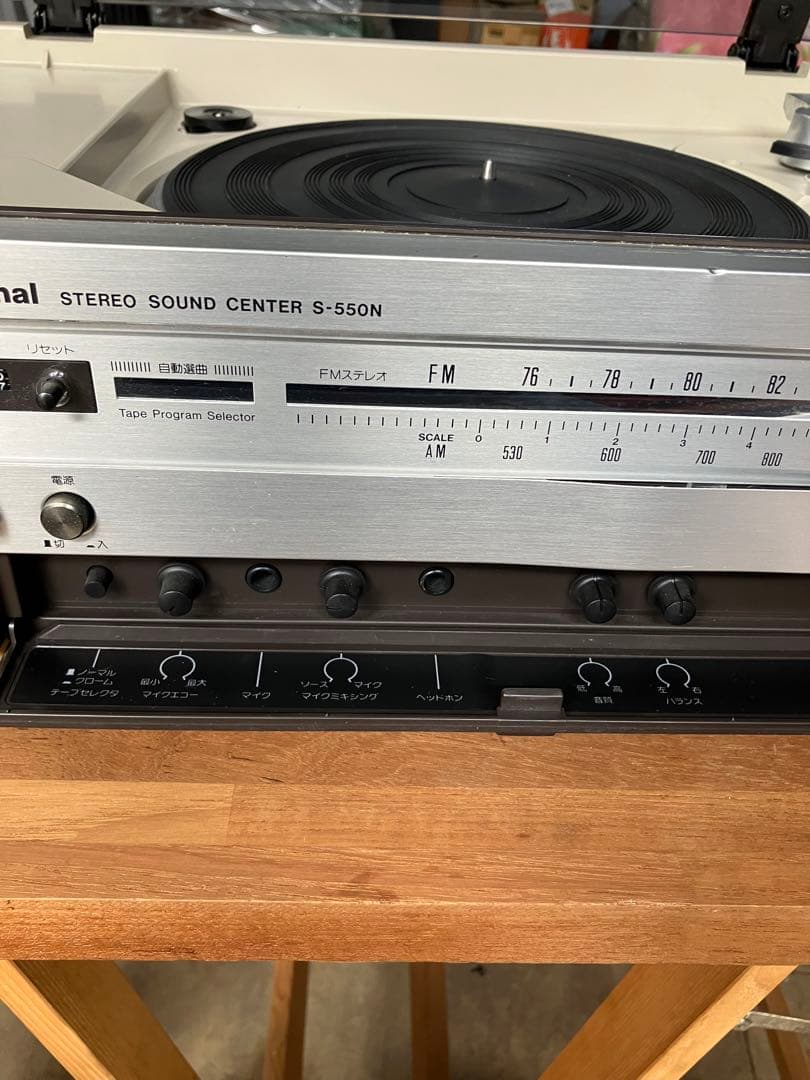 nal STEREO SOUND CENTER S-550N
リセット
自動選曲
Tape Program Selector
FMステレオ FM 76 78 80 82
SCALE 0 1 2 3 4
AM 530 600 700 800
電源
切 入
ノーマル
クローム
テープセレクタ
最小 最大
マイクエコー
マイク
ソース マイク
マイクミキシング
ヘッドホン
低 高
音質
左 右
バランス